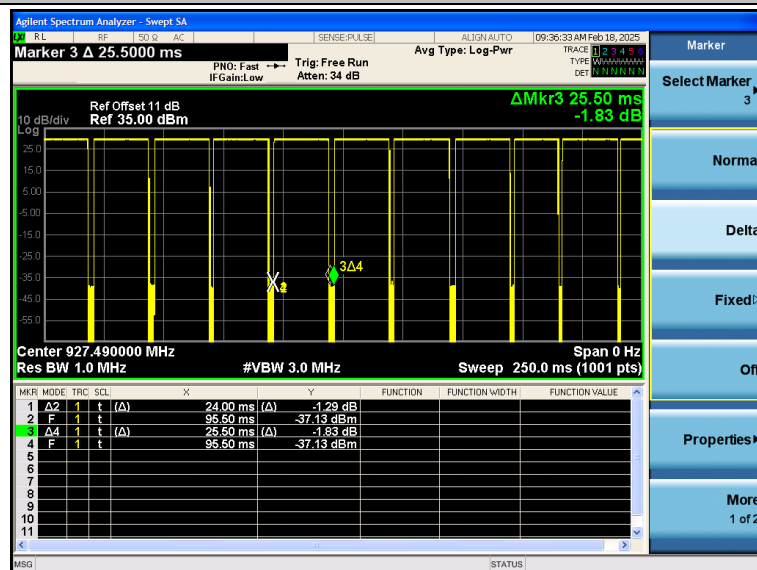 Agilent Spectrum Analyzer - Swept SA
LXI RL RF 50 Ω AC SENSE:PULSE ALIGN AUTO 09:36:33 AM Feb 18, 2025
Marker 3 Δ 25.5000 ms
PNO: Fast
IFGain:Low
Trig: Free Run
Atten: 34 dB
Avg Type: Log-Pwr
TRACE 1 2 3 4 5 6
TYPE
DET N N N N N N
ΔMkr3 25.50 ms
-1.83 dB
Ref Offset 11 dB
10 dB/div Ref 35.00 dBm
Log
25.0
15.0
5.00
-5.00
-15.0
-25.0
-35.0
-45.0
-55.0
3Δ4
Center 927.490000 MHz Span 0 Hz
Res BW 1.0 MHz #VBW 3.0 MHz Sweep 250.0 ms (1001 pts)
MKR MODE TRC SCL X Y FUNCTION FUNCTION WIDTH FUNCTION VALUE
1 Δ2 1 t (Δ) 24.00 ms (Δ) -1.29 dB
2 F 1 t 95.50 ms -37.13 dBm
3 Δ4 1 t (Δ) 25.50 ms (Δ) -1.83 dB
4 F 1 t 95.50 ms -37.13 dBm
5
6
7
8
9
10
11
MSG STATUS
Marker
Select Marker
3
Norma
Delta
Fixed
Off
Properties
More
1 of 2